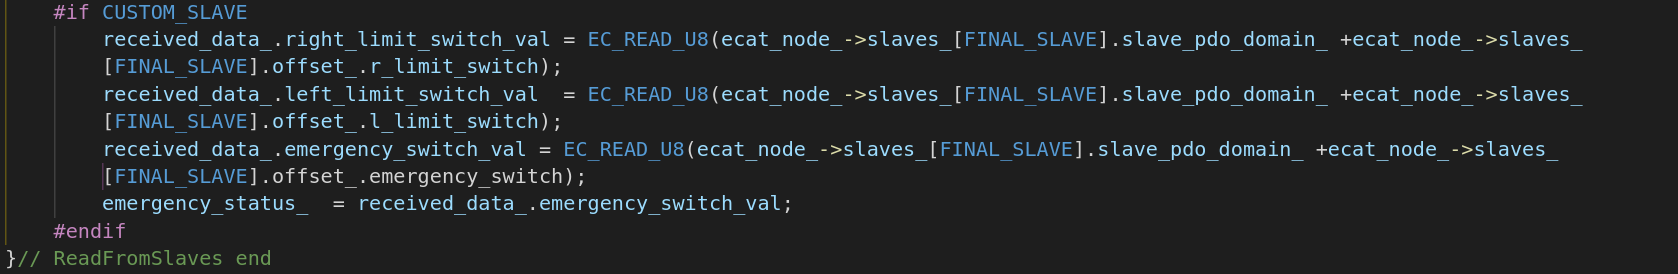 #if CUSTOM_SLAVE
received_data_.right_limit_switch_val = EC_READ_U8(ecat_node_->slaves_[FINAL_SLAVE].slave_pdo_domain_ +ecat_node_->slaves_
[FINAL_SLAVE].offset_.r_limit_switch);
received_data_.left_limit_switch_val  = EC_READ_U8(ecat_node_->slaves_[FINAL_SLAVE].slave_pdo_domain_ +ecat_node_->slaves_
[FINAL_SLAVE].offset_.l_limit_switch);
received_data_.emergency_switch_val = EC_READ_U8(ecat_node_->slaves_[FINAL_SLAVE].slave_pdo_domain_ +ecat_node_->slaves_
[FINAL_SLAVE].offset_.emergency_switch);
emergency_status_  = received_data_.emergency_switch_val;
#endif
}// ReadFromSlaves end